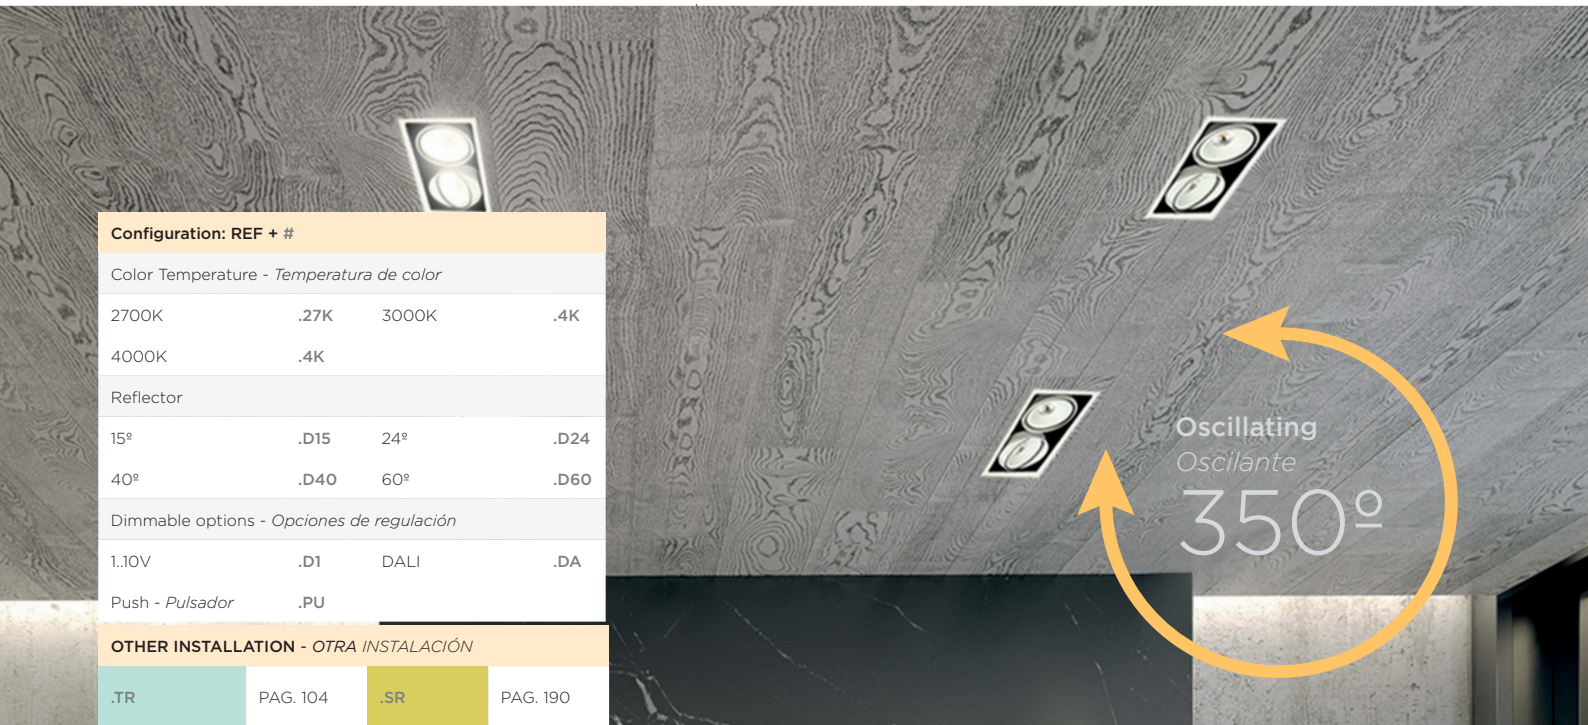 Configuration: REF + #
Color Temperature - Temperatura de color
2700K .27K 3000K .4K
4000K .4K
Reflector
15º .D15 24º .D24
40º .D40 60º .D60
Dimmable options - Opciones de regulación
1..10V .D1 DALI .DA
Push - Pulsador .PU
OTHER INSTALLATION - OTRA INSTALACIÓN
.TR PAG. 104 .SR PAG. 190
Oscillating
Oscilante
350º